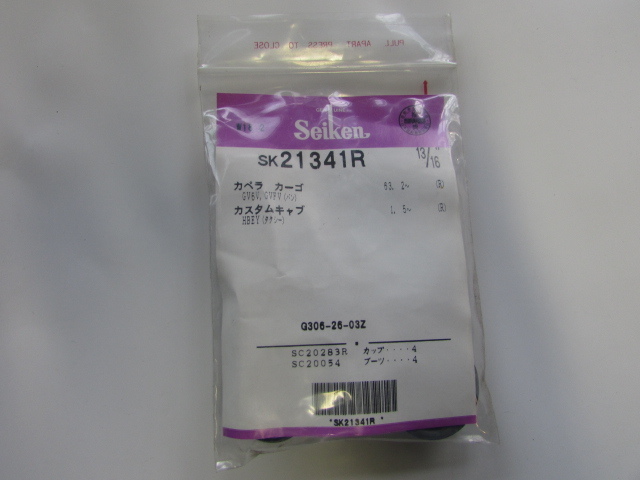 PULL APART PRESS TO CLOSE
Seiken
SK21341R 13/16"
カペラ カーゴ 63. 2~ (R)
カスタムキャブ 1. 5~ (R)
G306-26-03Z
SC20283R カップ････4
SC20054 ブーツ････4
*SK21341R*